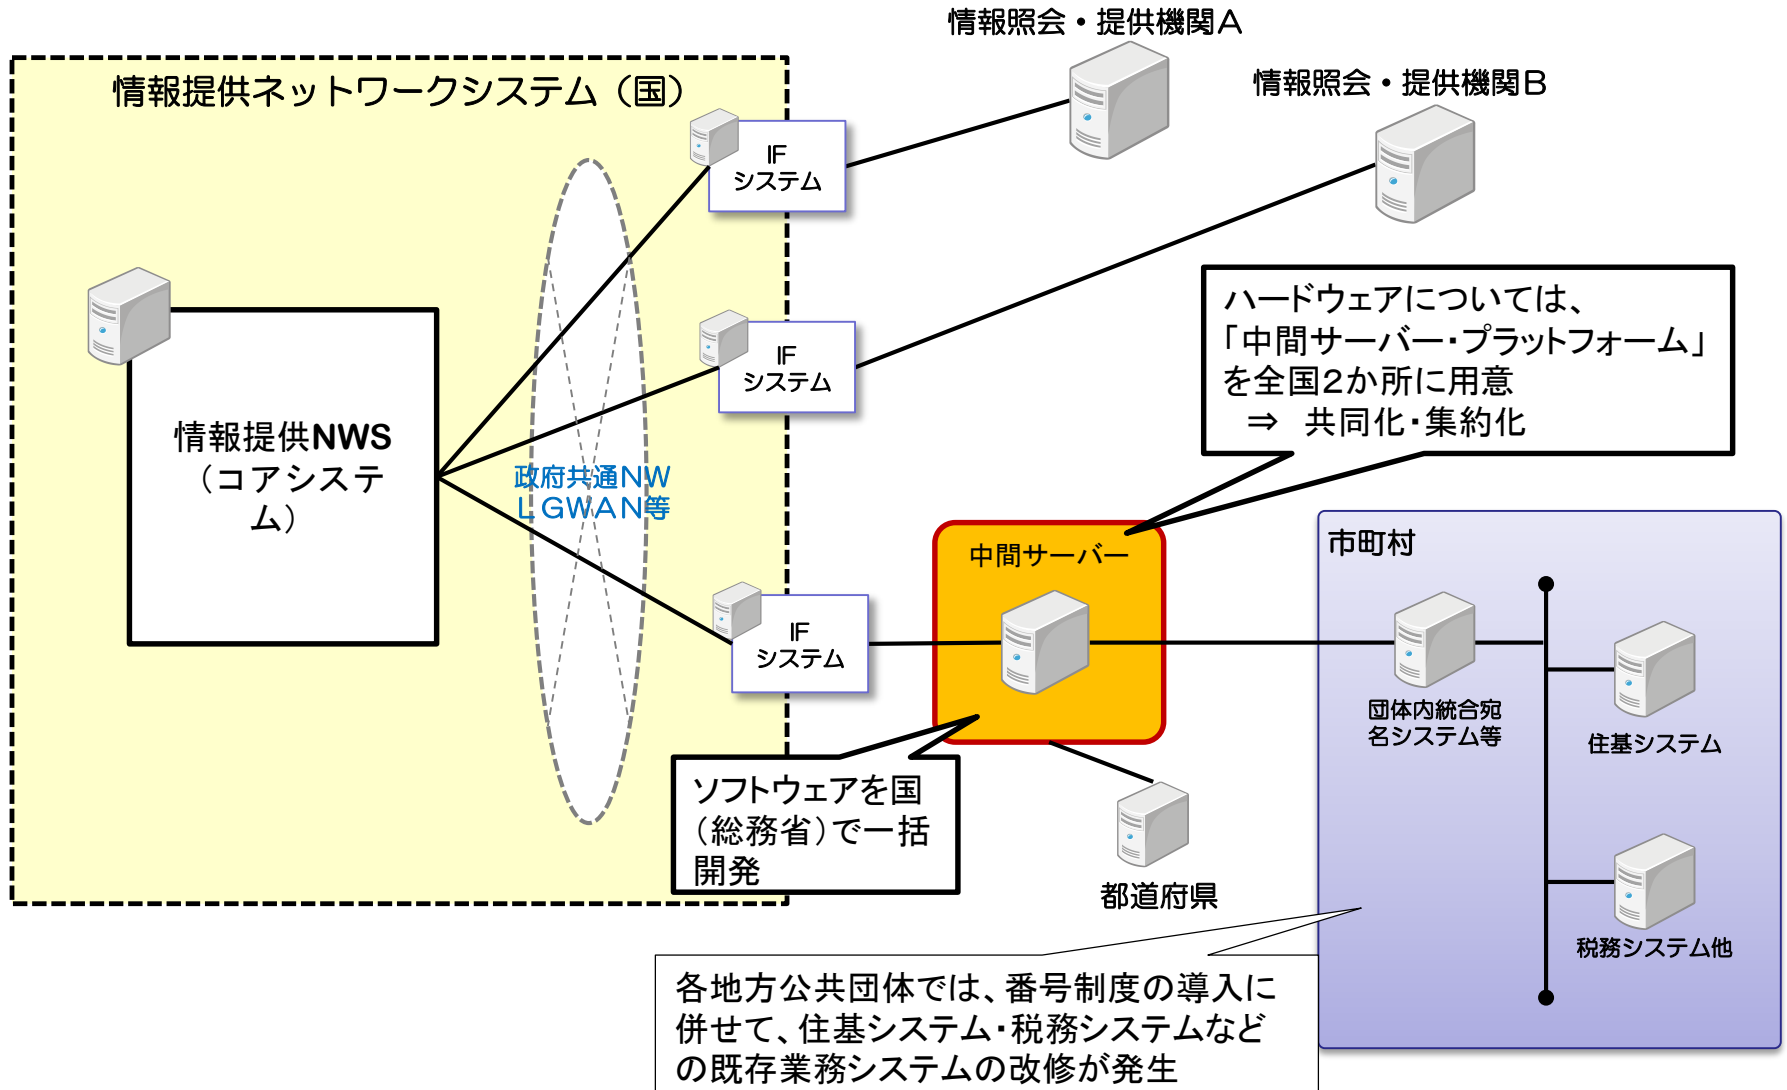 情報照会・提供機関A
情報提供ネットワークシステム（国）
情報照会・提供機関B
IF
システム
ハードウェアについては、
「中間サーバー・プラットフォーム」
を全国２か所に用意
⇒　共同化・集約化
IF
システム
情報提供NWS
（コアシステ
ム）
政府共通NW
ＬＧＷＡＮ等
中間サーバー
市町村
IF
システム
団体内統合宛
名システム等
住基システム
ソフトウェアを国
（総務省）で一括
開発
都道府県
税務システム他
各地方公共団体では、番号制度の導入に
併せて、住基システム・税務システムなど
の既存業務システムの改修が発生